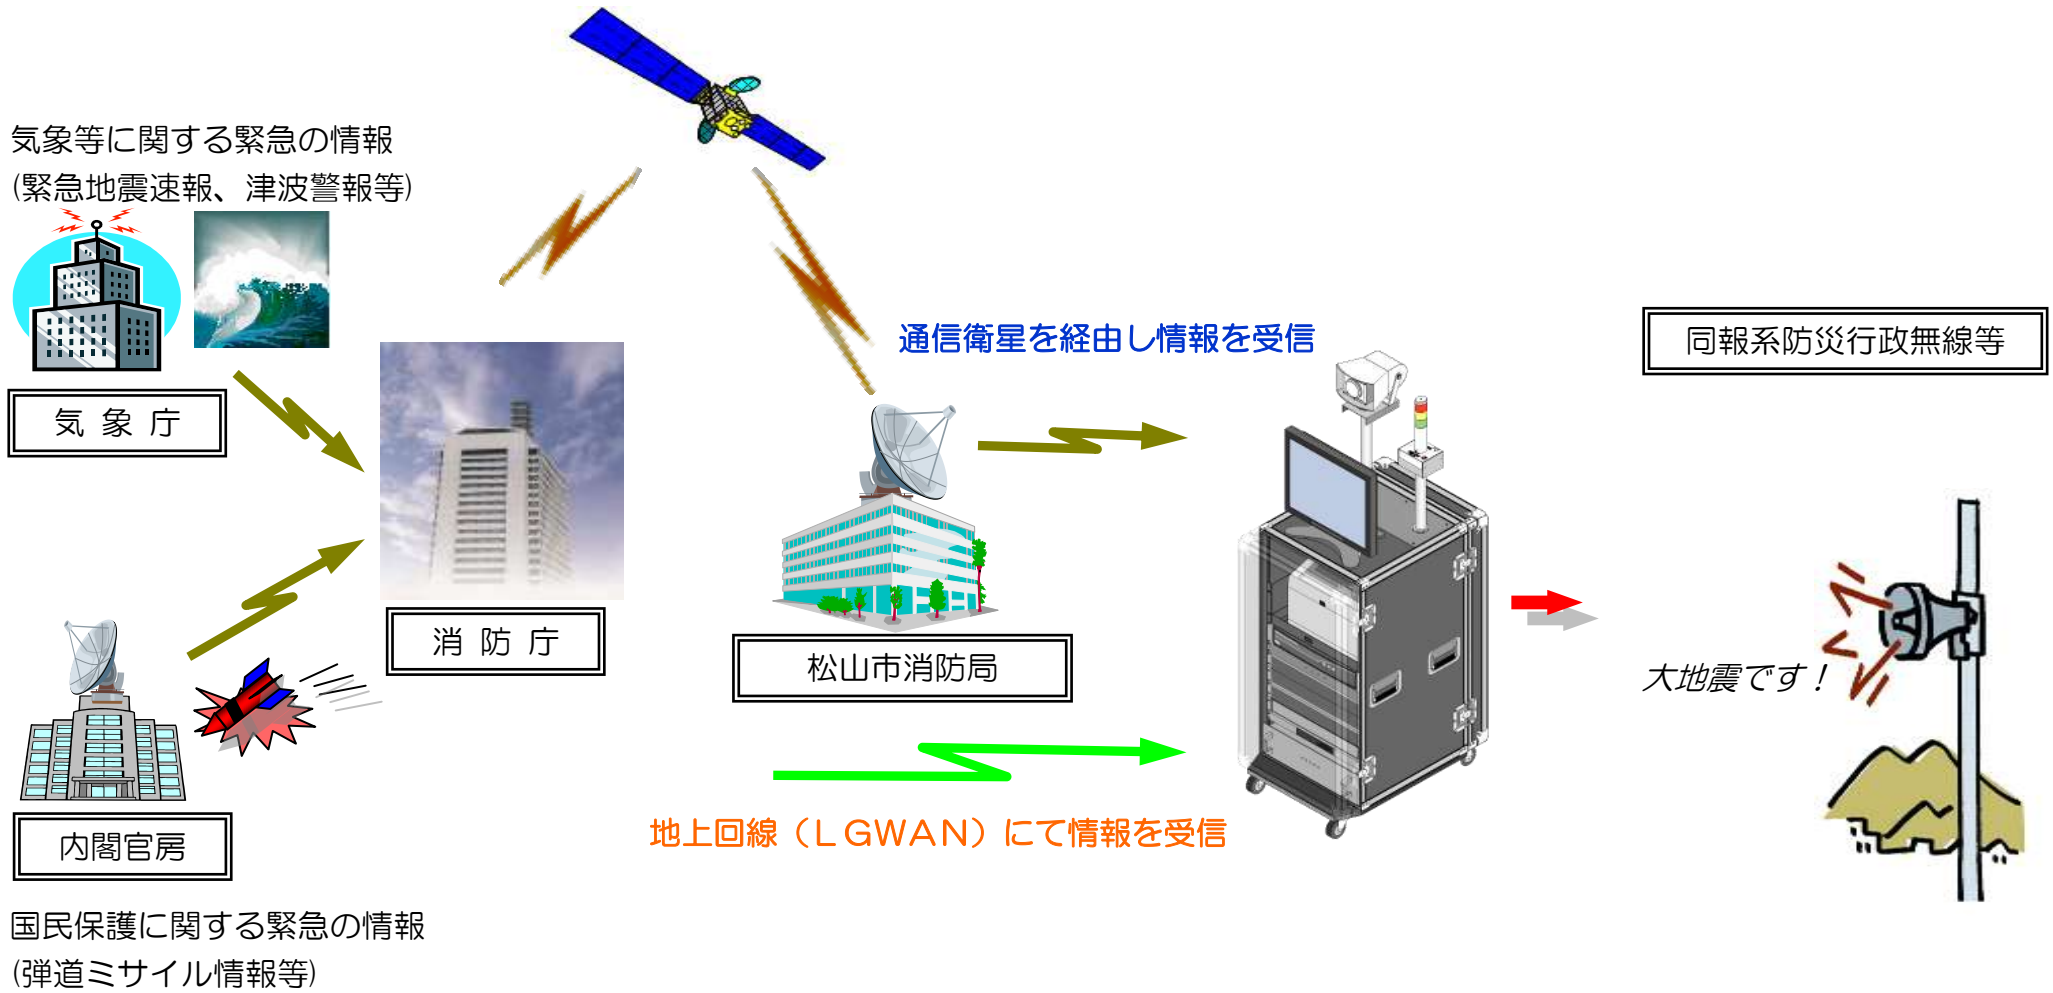 気象等に関する緊急の情報
(緊急地震速報、津波警報等)
気象庁
消防庁
内閣官房
国民保護に関する緊急の情報
(弾道ミサイル情報等)
通信衛星を経由し情報を受信
松山市消防局
地上回線（ＬＧＷＡＮ）にて情報を受信
同報系防災行政無線等
大地震です！